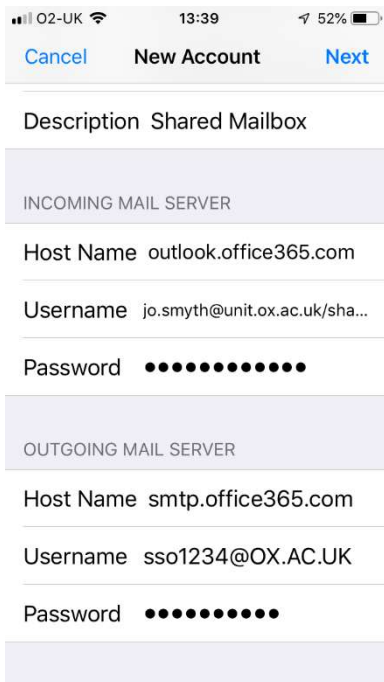 O2-UK 13:39 52%
Cancel New Account Next
Description Shared Mailbox
INCOMING MAIL SERVER
Host Name outlook.office365.com
Username jo.smyth@unit.ox.ac.uk/sha...
Password ●●●●●●●●●●●●
OUTGOING MAIL SERVER
Host Name smtp.office365.com
Username sso1234@OX.AC.UK
Password ●●●●●●●●●●